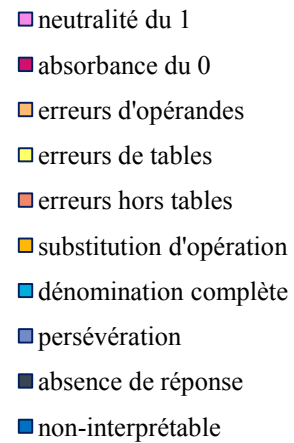 neutralité du 1
absorbance du 0
erreurs d'opérandes
erreurs de tables
erreurs hors tables
substitution d'opération
dénomination complète
persévération
absence de réponse
non-interprétable